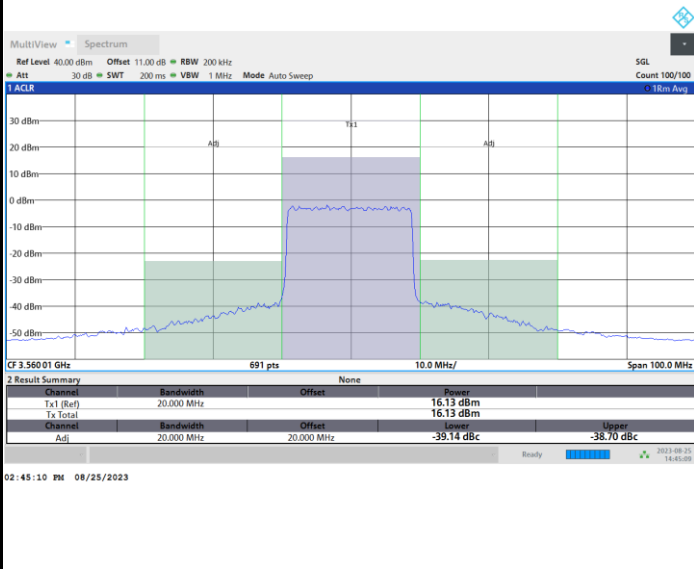 MultiView Spectrum
Ref Level 40.00 dBm Offset 11.00 dB RBW 200 kHz SGL
Att 30 dB SWT 200 ms VBW 1 MHz Mode Auto Sweep Count 100/100
1 ACLR 1Rm Avg
30 dBm
Tx1
20 dBm
Adj Adj
10 dBm
0 dBm
-10 dBm
-20 dBm
-30 dBm
-40 dBm
-50 dBm
CF 3.56001 GHz 691 pts 10.0 MHz/ Span 100.0 MHz
2 Result Summary None
Channel Bandwidth Offset Power
Tx1 (Ref) 20.000 MHz 16.13 dBm
Tx Total 16.13 dBm
Channel Bandwidth Offset Lower Upper
Adj 20.000 MHz 20.000 MHz -39.14 dBc -38.70 dBc
Ready 2023-08-25
14:45:09
02:45:10 PM 08/25/2023